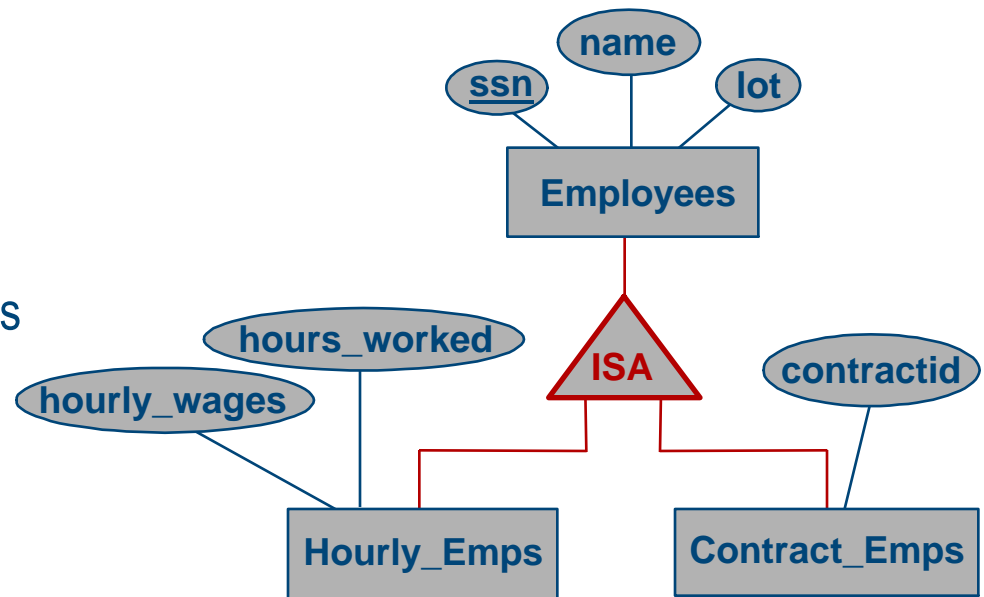 name
ssn
lot
Employees
s
hours_worked
ISA
contractid
hourly_wages
Hourly_Emps
Contract_Emps